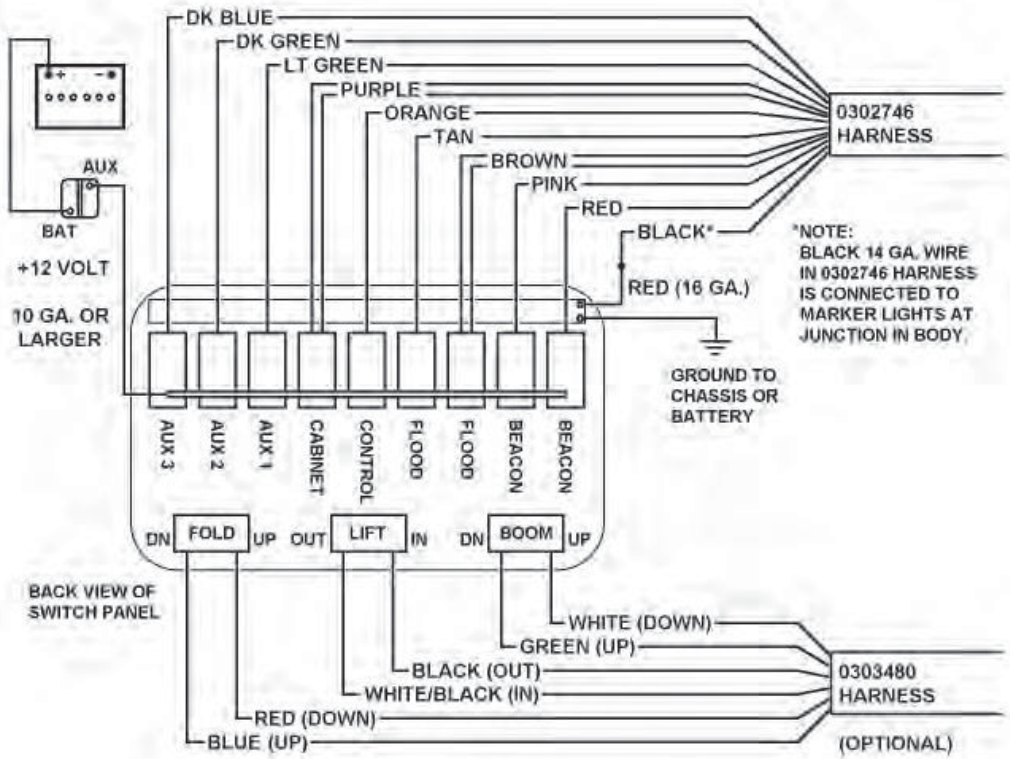 DK BLUE
DK GREEN
LT GREEN
PURPLE
ORANGE
TAN
BROWN
PINK
RED
BLACK*
RED (16 GA.)
0302746
HARNESS
*NOTE:
BLACK 14 GA. WIRE
IN 0302746 HARNESS
IS CONNECTED TO
MARKER LIGHTS AT
JUNCTION IN BODY.
+ -
AUX
BAT
+12 VOLT
10 GA. OR
LARGER
GROUND TO
CHASSIS OR
BATTERY
AUX 3
AUX 2
AUX 1
CABINET
CONTROL
FLOOD
FLOOD
BEACON
BEACON
DN FOLD UP
OUT LIFT IN
DN BOOM UP
BACK VIEW OF
SWITCH PANEL
WHITE (DOWN)
GREEN (UP)
BLACK (OUT)
WHITE/BLACK (IN)
RED (DOWN)
BLUE (UP)
0303480
HARNESS
(OPTIONAL)